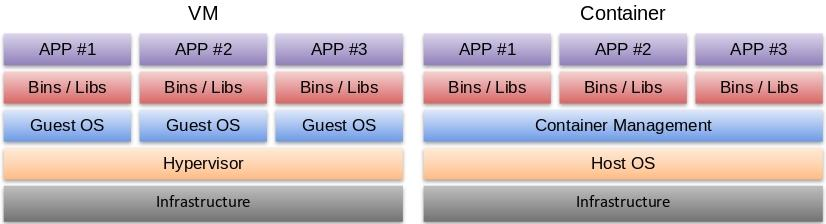 VM
APP #1 APP #2 APP #3
Bins / Libs Bins / Libs Bins / Libs
Guest OS Guest OS Guest OS
Hypervisor
Infrastructure
Container
APP #1 APP #2 APP #3
Bins / Libs Bins / Libs Bins / Libs
Container Management
Host OS
Infrastructure